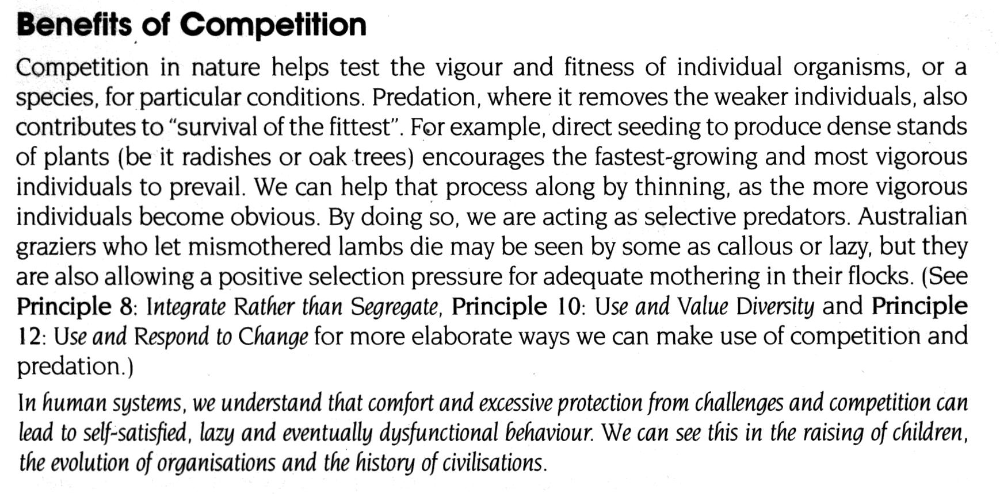 Benefits of Competition
Competition in nature helps test the vigour and fitness of individual organisms, or a
species, for particular conditions. Predation, where it removes the weaker individuals, also
contributes to “survival of the fittest”. For example, direct seeding to produce dense stands
of plants (be it radishes or oak trees) encourages the fastest-growing and most vigorous
individuals to prevail. We can help that process along by thinning, as the more vigorous
individuals become obvious. By doing so, we are acting as selective predators. Australian
graziers who let mismothered lambs die may be seen by some as callous or lazy, but they
are also allowing a positive selection pressure for adequate mothering in their flocks. (See
Principle 8: Integrate Rather than Segregate, Principle 10: Use and Value Diversity and Principle
12: Use and Respond to Change for more elaborate ways we can make use of competition and
predation.)
In human systems, we understand that comfort and excessive protection from challenges and competition can
lead to self-satisfied, lazy and eventually dysfunctional behaviour. We can see this in the raising of children,
the evolution of organisations and the history of civilisations.